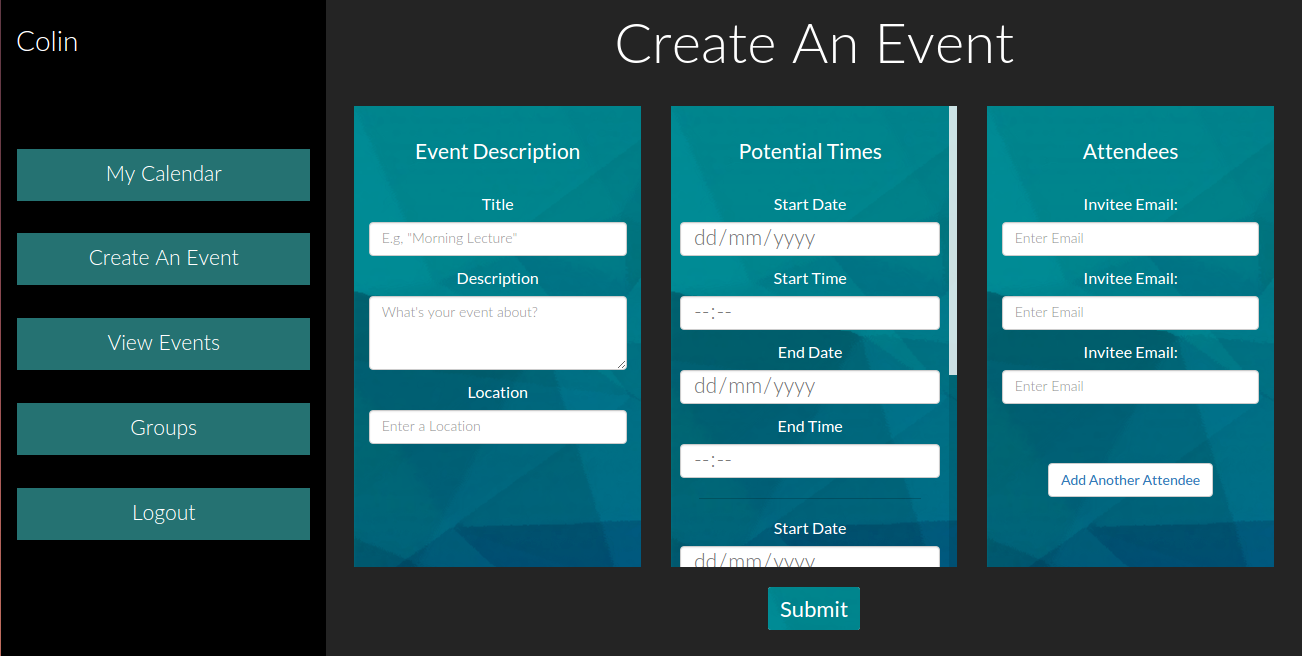 Colin
My Calendar
Create An Event
View Events
Groups
Logout
Create An Event
Event Description
Title
E.g, "Morning Lecture"
Description
What's your event about?
Location
Enter a Location
Potential Times
Start Date
dd/mm/yyyy
Start Time
--:--
End Date
dd/mm/yyyy
End Time
--:--
Start Date
dd/mm/yyyy
Attendees
Invitee Email:
Enter Email
Invitee Email:
Enter Email
Invitee Email:
Enter Email
Add Another Attendee
Submit